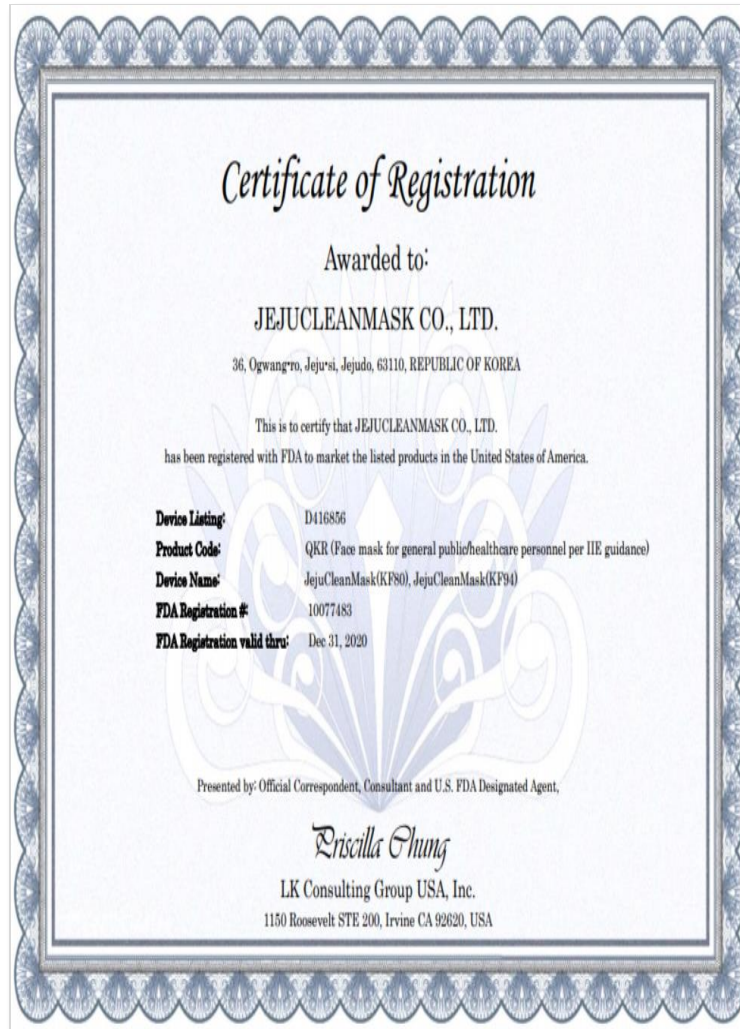 Certificate of Registration
Awarded to:
JEJUCLEANMASK CO., LTD.
36, Ogwang-ro, Jeju-si, Jejudo, 63110, REPUBLIC OF KOREA
This is to certify that JEJUCLEANMASK CO., LTD.
has been registered with FDA to market the listed products in the United States of America.
Device Listing: D416856
Product Code: QKR (Face mask for general public/healthcare personnel per IIE guidance)
Device Name: JejuCleanMask(KF80), JejuCleanMask(KF94)
FDA Registration #: 10077483
FDA Registration valid thru: Dec 31, 2020
Presented by: Official Correspondent, Consultant and U.S. FDA Designated Agent,
Priscilla Chung
LK Consulting Group USA, Inc.
1150 Roosevelt STE 200, Irvine CA 92620, USA